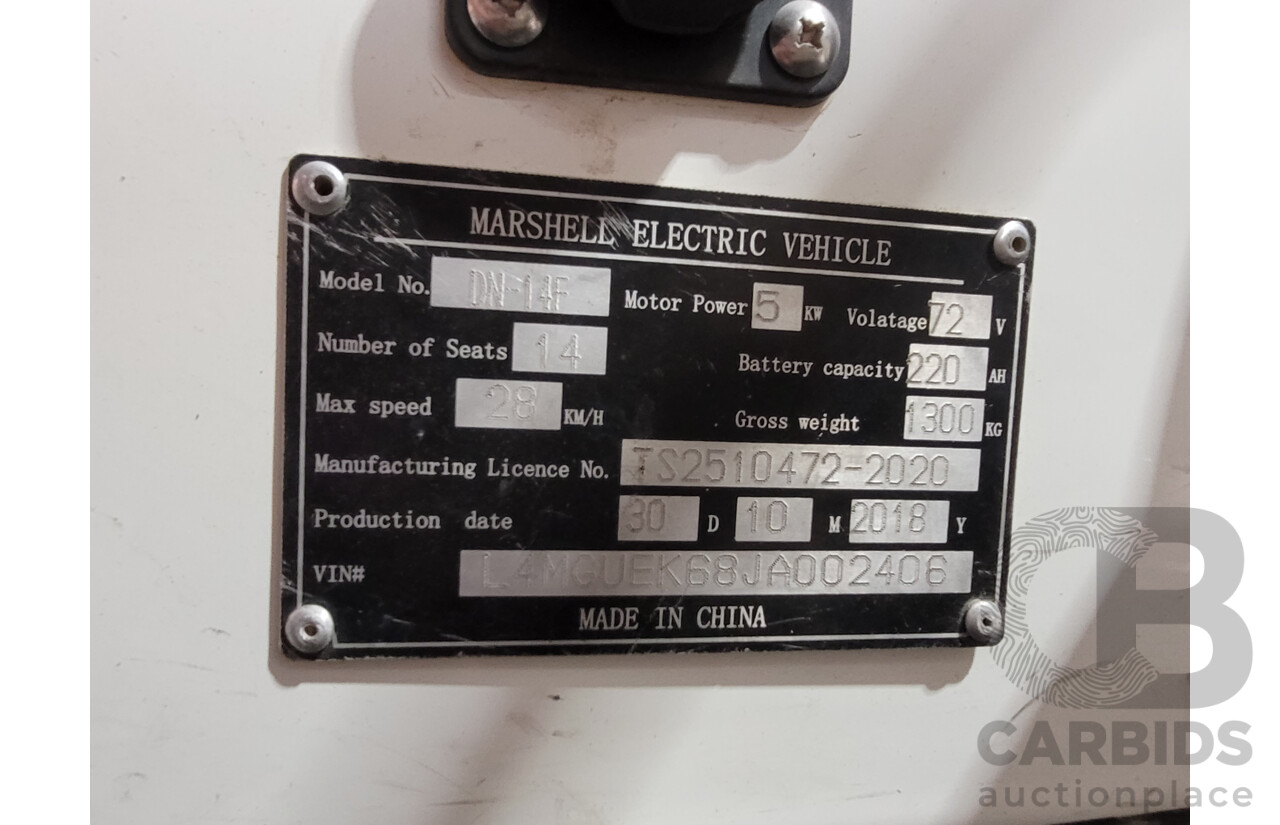 MARSHELL ELECTRIC VEHICLE
Model No. DN-14F Motor Power 5 KW Volatage 72 V
Number of Seats 14 Battery capacity 220 AH
Max speed 28 KM/H Gross weight 1300 KG
Manufacturing Licence No. TS2510472-2020
Production date 30 D 10 M 2018 Y
VIN# L4MGUEK68JA002406
MADE IN CHINA
CB
CARBIDS
auctionplace